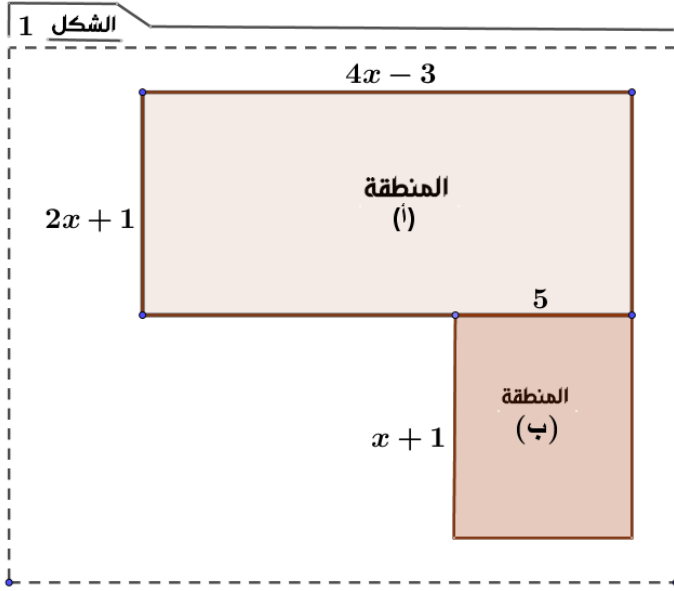 الشكل 1
4x − 3
المنطقة
(أ)
2x + 1
5
المنطقة
(ب)
x + 1